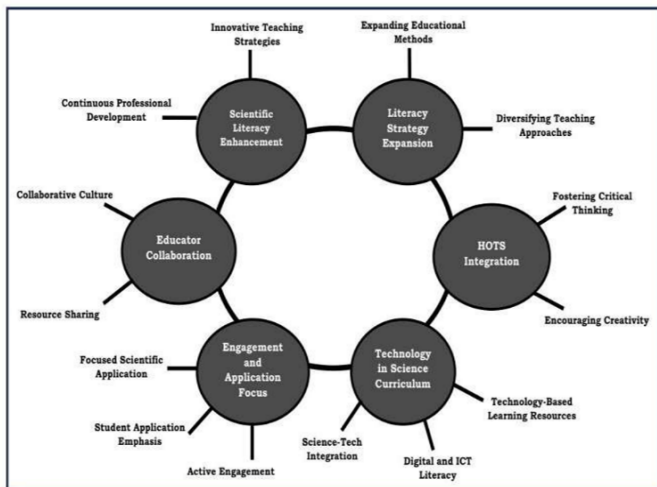 Innovative Teaching
Strategies
Expanding Educational
Methods
Continuous Professional
Development
Scientific
Literacy
Enhancement
Literacy
Strategy
Expansion
Diversifying Teaching
Approaches
Collaborative Culture
Educator
Collaboration
Resource Sharing
Fostering Critical
Thinking
HOTS
Integration
Encouraging Creativity
Focused Scientific
Application
Engagement
and
Application
Focus
Student Application
Emphasis
Active Engagement
Technology
in Science
Curriculum
Technology-Based
Learning Resources
Science-Tech
Integration
Digital and ICT
Literacy